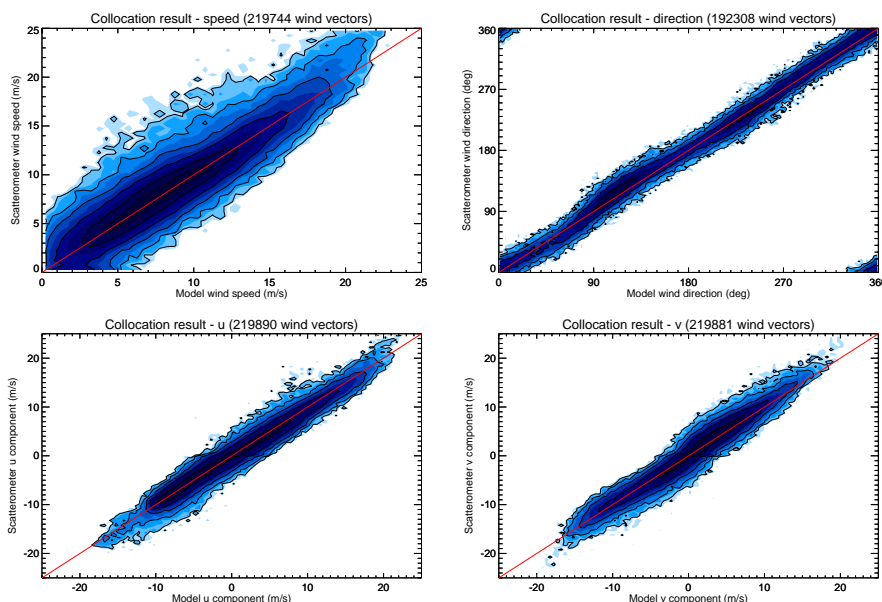 Collocation result - speed (219744 wind vectors)
Scatterometer wind speed (m/s)
25
20
15
10
5
0
0 5 10 15 20 25
Model wind speed (m/s)
Collocation result - direction (192308 wind vectors)
Scatterometer wind direction (deg)
360
270
180
90
0
0 90 180 270 360
Model wind direction (deg)
Collocation result - u (219890 wind vectors)
Scatterometer u component (m/s)
20
10
0
-10
-20
-20 -10 0 10 20
Model u component (m/s)
Collocation result - v (219881 wind vectors)
Scatterometer v component (m/s)
20
10
0
-10
-20
-20 -10 0 10 20
Model v component (m/s)